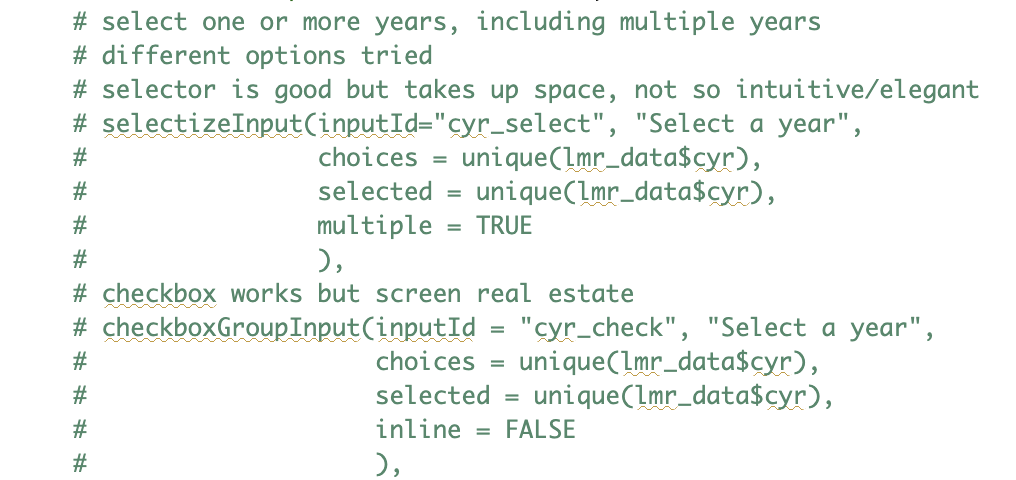 # select one or more years, including multiple years
# different options tried
# selector is good but takes up space, not so intuitive/elegant
# selectizeInput(inputId="cyr_select", "Select a year",
#                choices = unique(lmr_data$cyr),
#                selected = unique(lmr_data$cyr),
#                multiple = TRUE
#                ),
# checkbox works but screen real estate
# checkboxGroupInput(inputId = "cyr_check", "Select a year",
#                    choices = unique(lmr_data$cyr),
#                    selected = unique(lmr_data$cyr),
#                    inline = FALSE
#                    ),